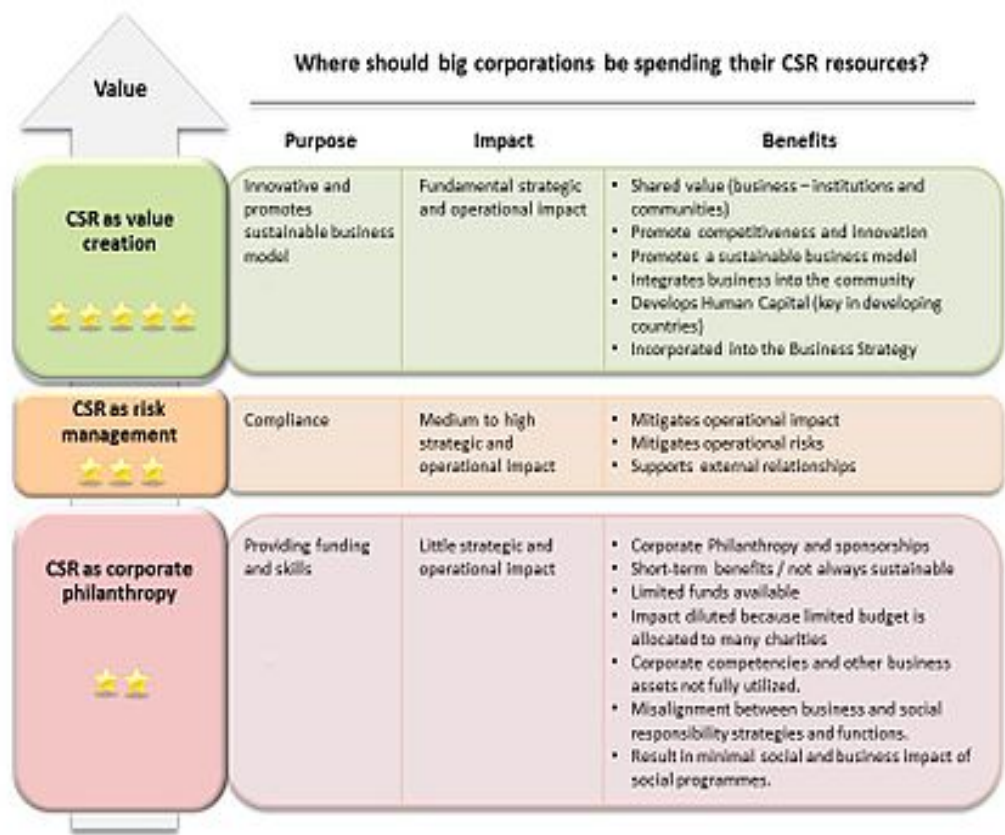 Value
Where should big corporations be spending their CSR resources?
Purpose
Impact
Benefits
CSR as value
creation
Innovative and
promotes
sustainable business
model
Fundamental strategic
and operational impact
• Shared value (business – institutions and
communities)
• Promote competitiveness and innovation
• Promotes a sustainable business model
• Integrates business into the community
• Develops Human Capital (key in developing
countries)
• Incorporated into the Business Strategy
CSR as risk
management
Compliance
Medium to high
strategic and
operational impact
• Mitigates operational impact
• Mitigates operational risks
• Supports external relationships
CSR as corporate
philanthropy
Providing funding
and skills
Little strategic and
operational impact
• Corporate Philanthropy and sponsorships
• Short-term benefits / not always sustainable
• Limited funds available
• Impact diluted because limited budget is
allocated to many charities
• Corporate competencies and other business
assets not fully utilized.
• Misalignment between business and social
responsibility strategies and functions.
• Result in minimal social and business impact of
social programmes.